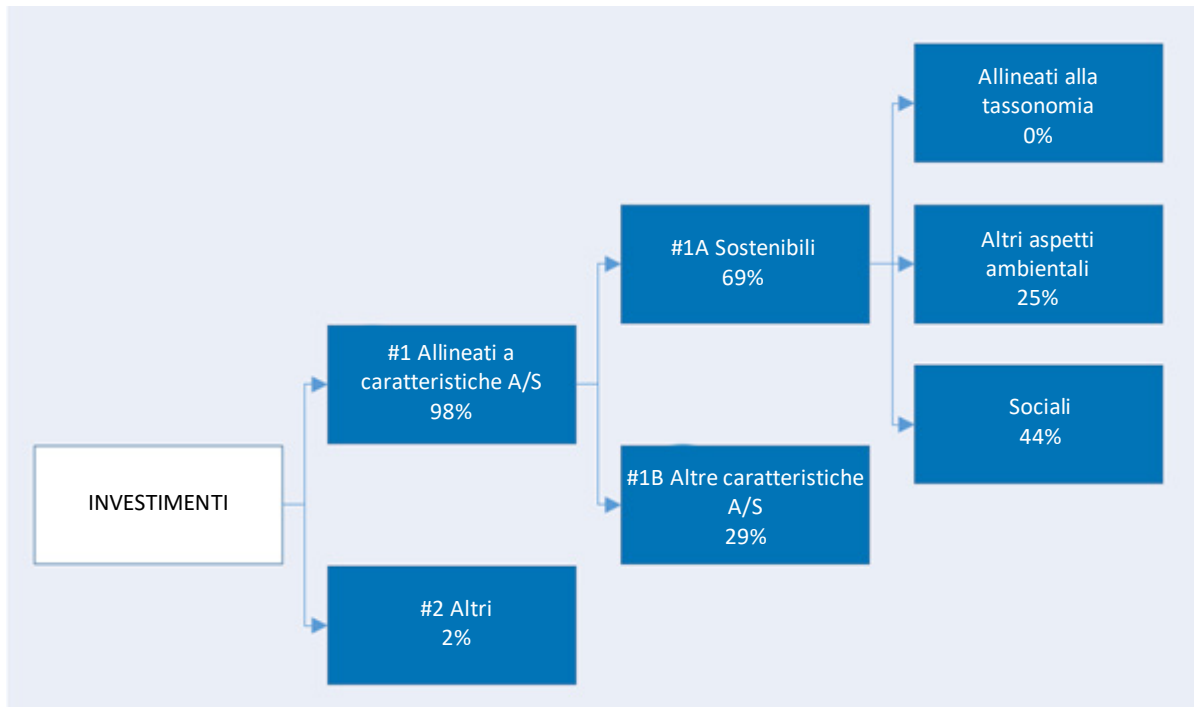 INVESTIMENTI
#1 Allineati a
caratteristiche A/S
98%
#2 Altri
2%
#1A Sostenibili
69%
#1B Altre caratteristiche
A/S
29%
Allineati alla
tassonomia
0%
Altri aspetti
ambientali
25%
Sociali
44%